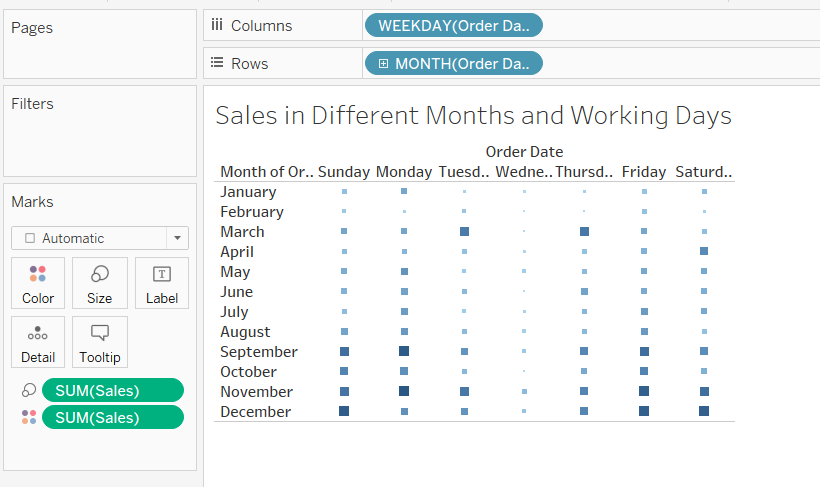 Pages
Columns
WEEKDAY(Order Da..
Rows
MONTH(Order Da..
Filters
Marks
Automatic
Color Size Label
Detail Tooltip
SUM(Sales)
SUM(Sales)
Sales in Different Months and Working Days
Order Date
Month of Or.. Sunday Monday Tuesd.. Wedne.. Thursd.. Friday Saturd..
January
February
March
April
May
June
July
August
September
October
November
December